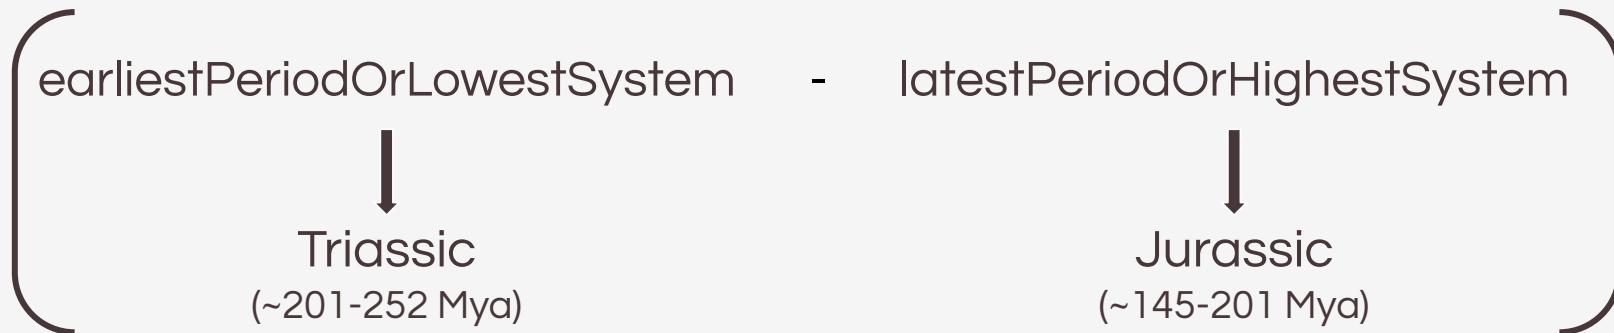 earliestPeriodOrLowestSystem - latestPeriodOrHighestSystem
Triassic Jurassic
(~201-252 Mya) (~145-201 Mya)